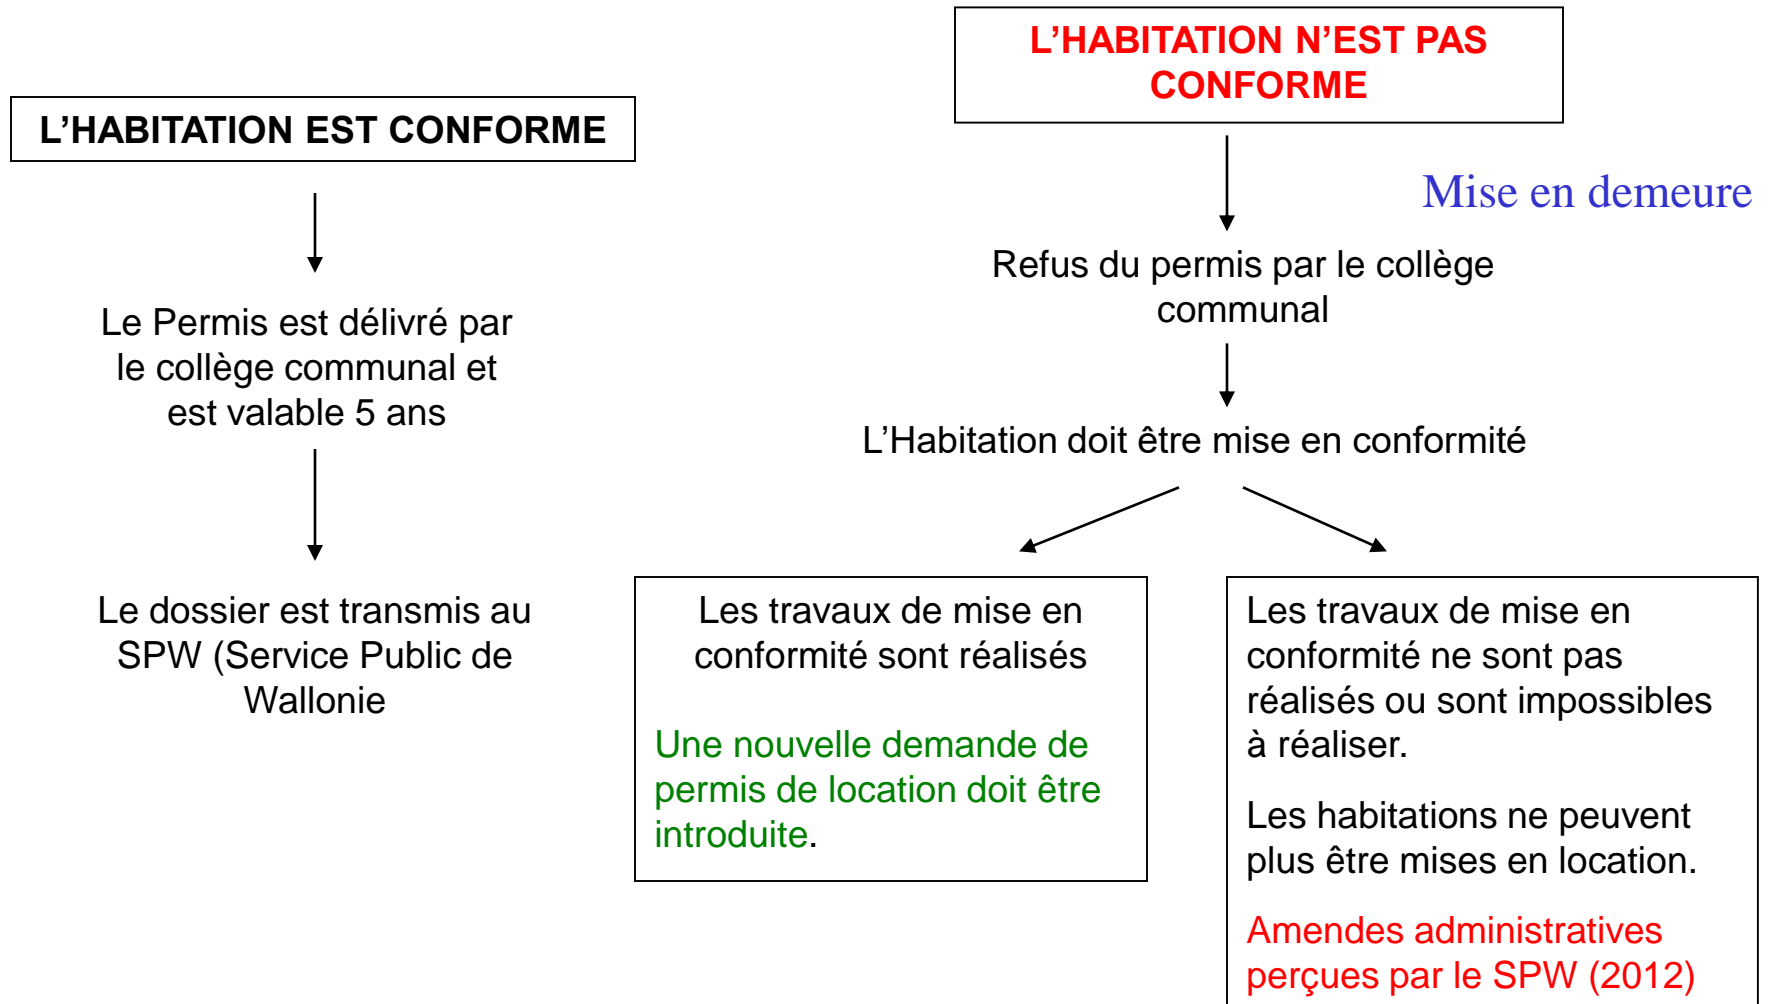 L’HABITATION EST CONFORME
Le Permis est délivré par
le collège communal et
est valable 5 ans
Le dossier est transmis au
SPW (Service Public de
Wallonie
L’HABITATION N’EST PAS
CONFORME
Mise en demeure
Refus du permis par le collège
communal
L’Habitation doit être mise en conformité
Les travaux de mise en
conformité sont réalisés
Une nouvelle demande de
permis de location doit être
introduite.
Les travaux de mise en
conformité ne sont pas
réalisés ou sont impossibles
à réaliser.
Les habitations ne peuvent
plus être mises en location.
Amendes administratives
perçues par le SPW (2012)